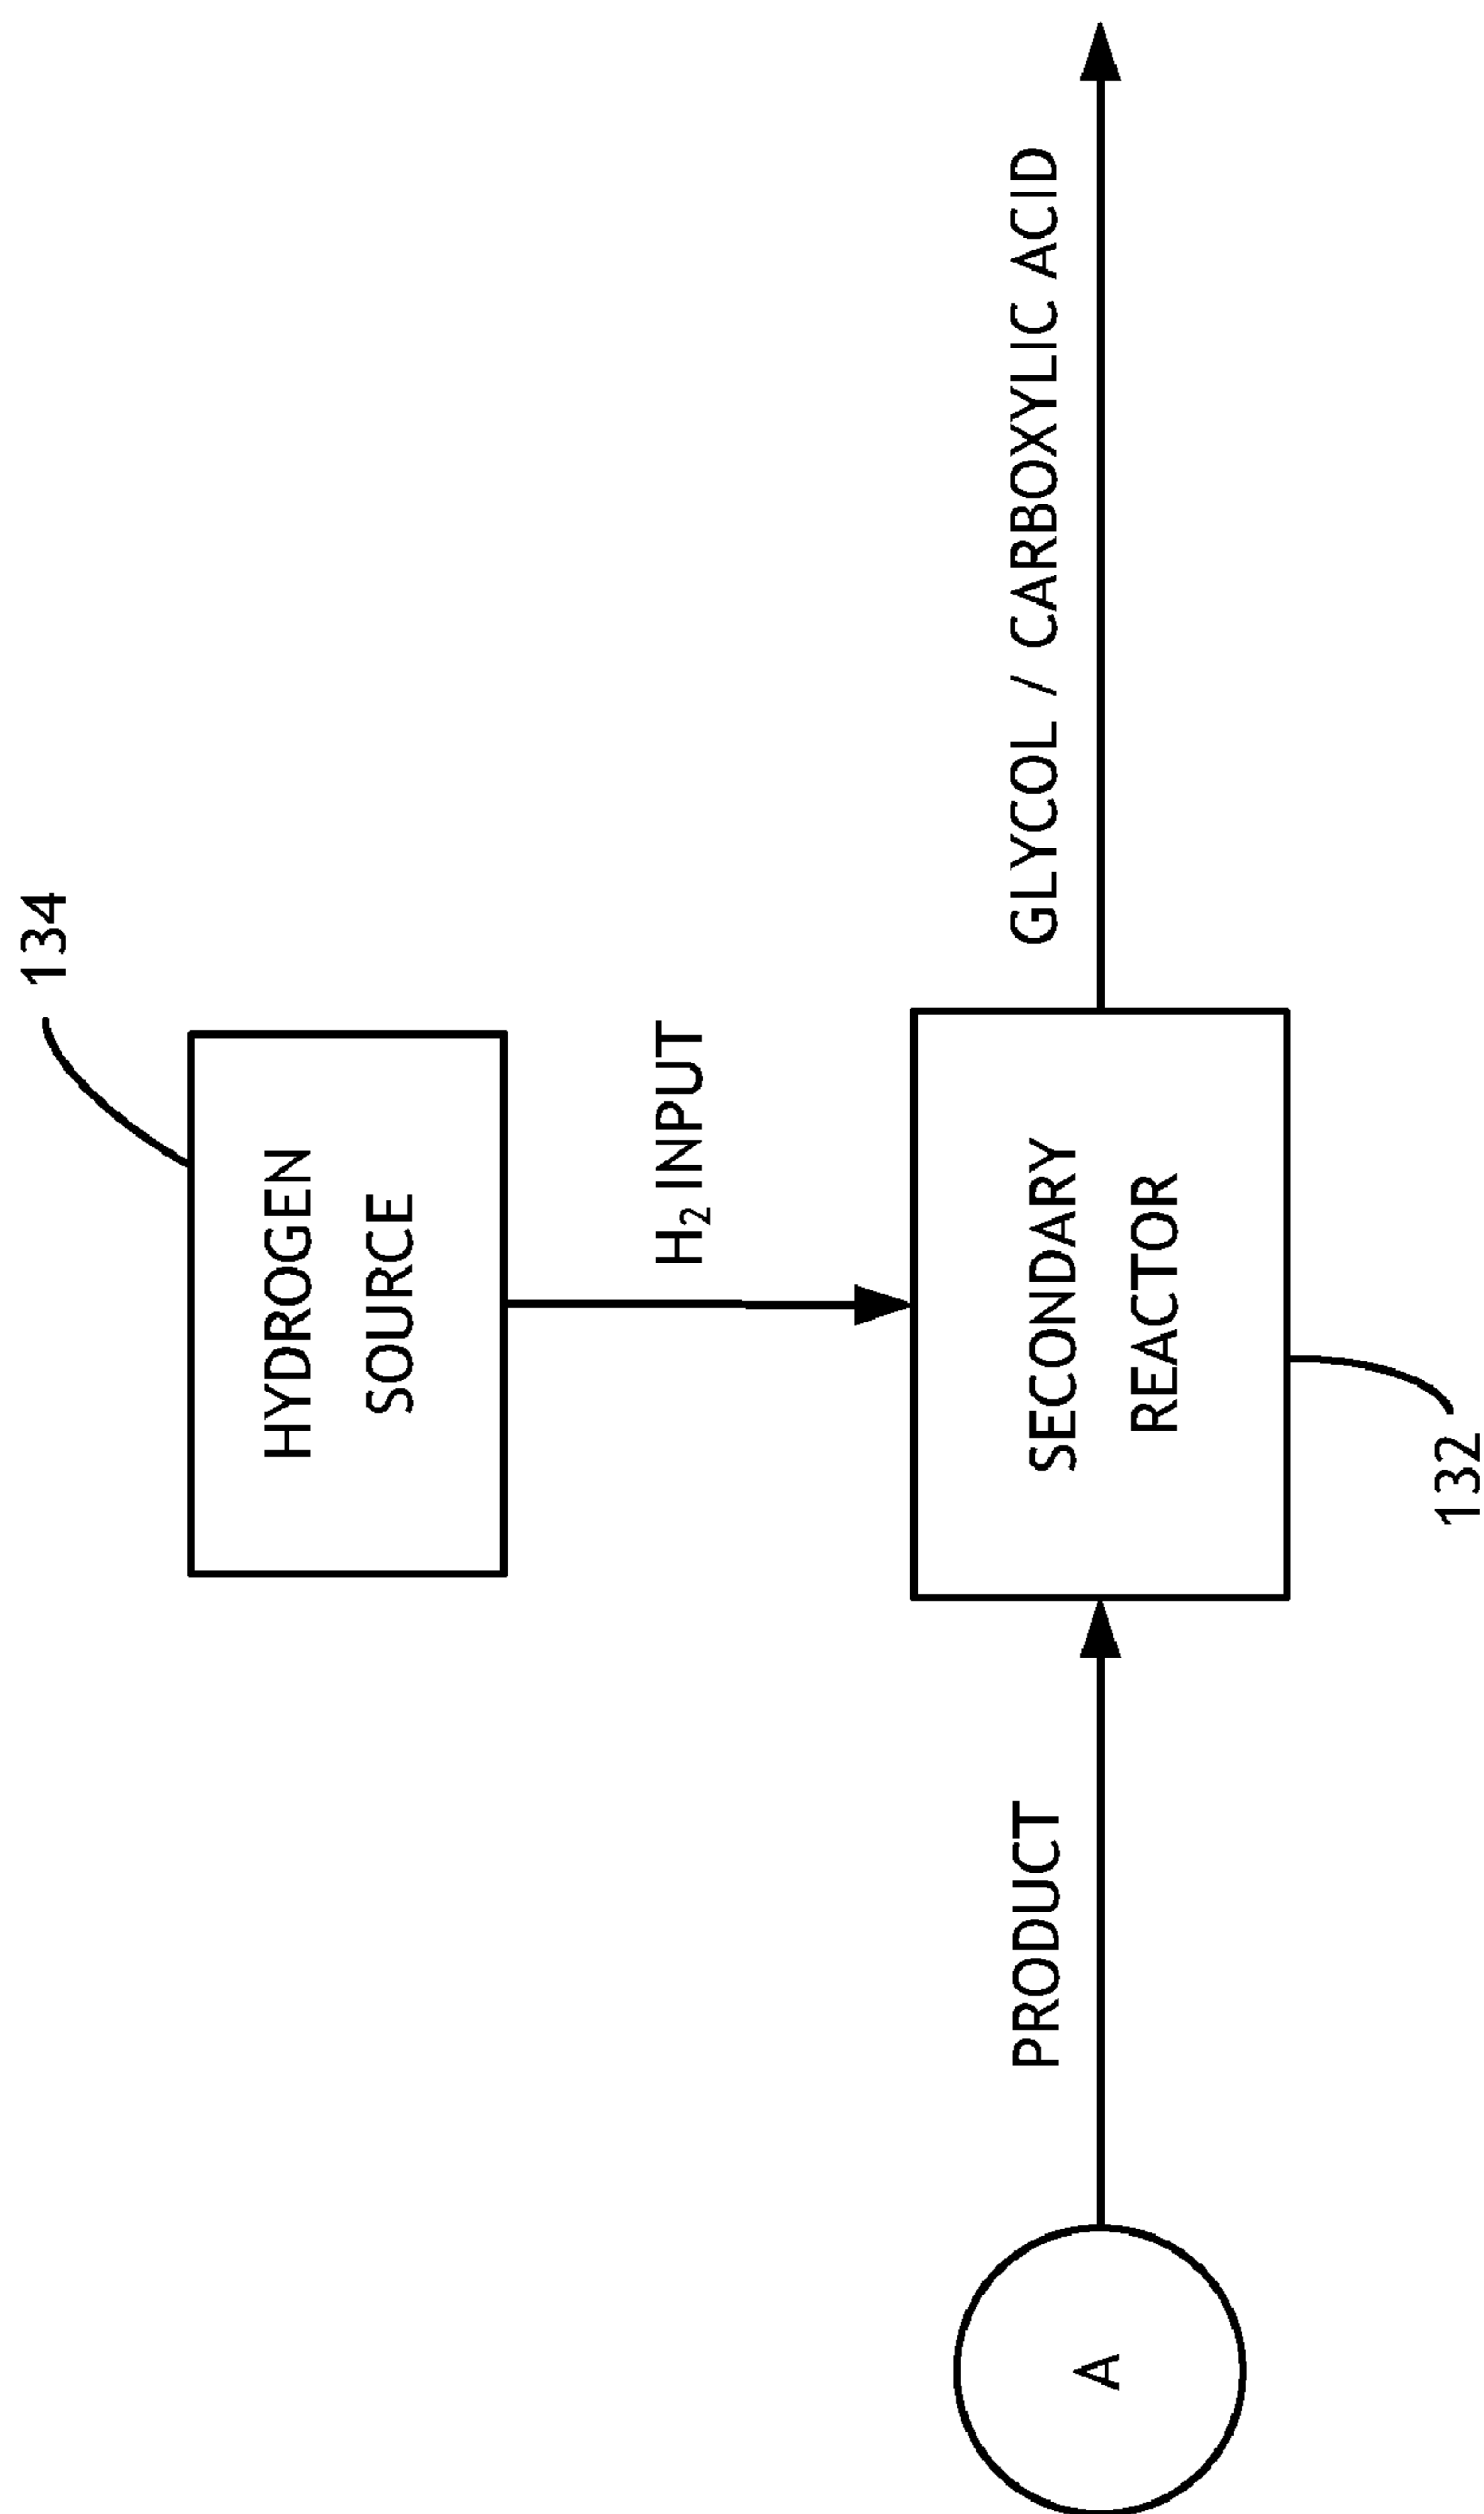 134
HYDROGEN
SOURCE
H₂ INPUT
A
PRODUCT
SECONDARY
REACTOR
GLYCOL / CARBOXYLIC ACID
132